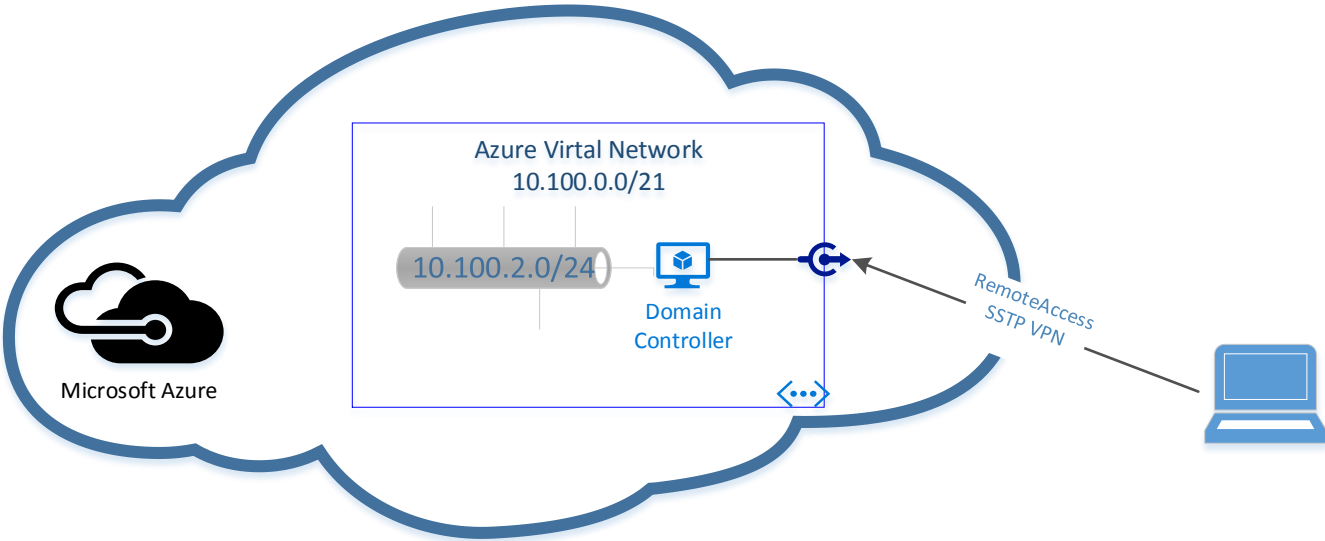 Azure Virtal Network
10.100.0.0/21
10.100.2.0/24
Domain
Controller
RemoteAccess
SSTP VPN
Microsoft Azure